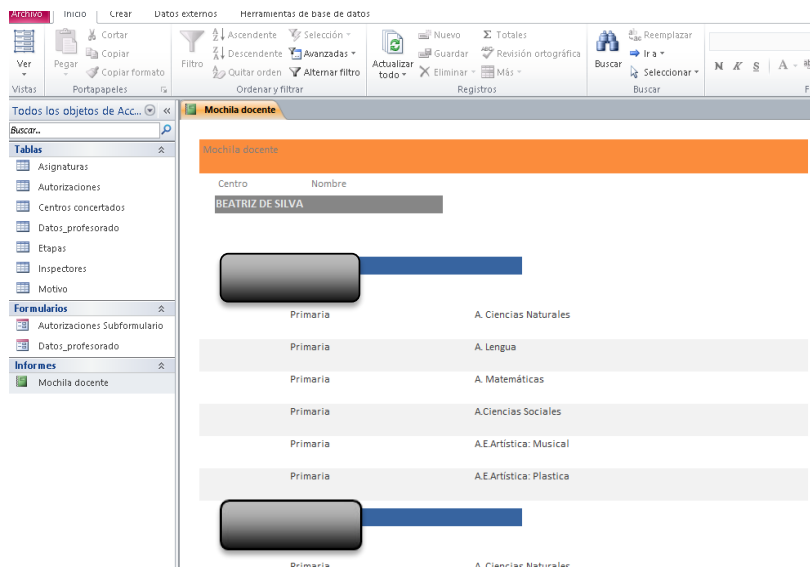 Archivo Inicio Crear Datos externos Herramientas de base de datos
Ver
Vistas
Pegar
Cortar
Copiar
Copiar formato
Portapapeles
Filtro
Ascendente
Descendente
Quitar orden
Selección
Avanzadas
Alternar filtro
Ordenar y filtrar
Actualizar
todo
Nuevo
Guardar
Eliminar
Totales
Revisión ortográfica
Más
Registros
Buscar
Reemplazar
Ir a
Seleccionar
Buscar
N K S A
F
Todos los objetos de Acc...
Buscar..
Tablas
Asignaturas
Autorizaciones
Centros concertados
Datos_profesorado
Etapas
Inspectores
Motivo
Formularios
Autorizaciones Subformulario
Datos_profesorado
Informes
Mochila docente
Mochila docente
Mochila docente
Centro Nombre
BEATRIZ DE SILVA
Primaria A. Ciencias Naturales
Primaria A. Lengua
Primaria A. Matemáticas
Primaria A.Ciencias Sociales
Primaria A.E.Artística: Musical
Primaria A.E.Artística: Plastica
Primaria A. Ciencias Naturales